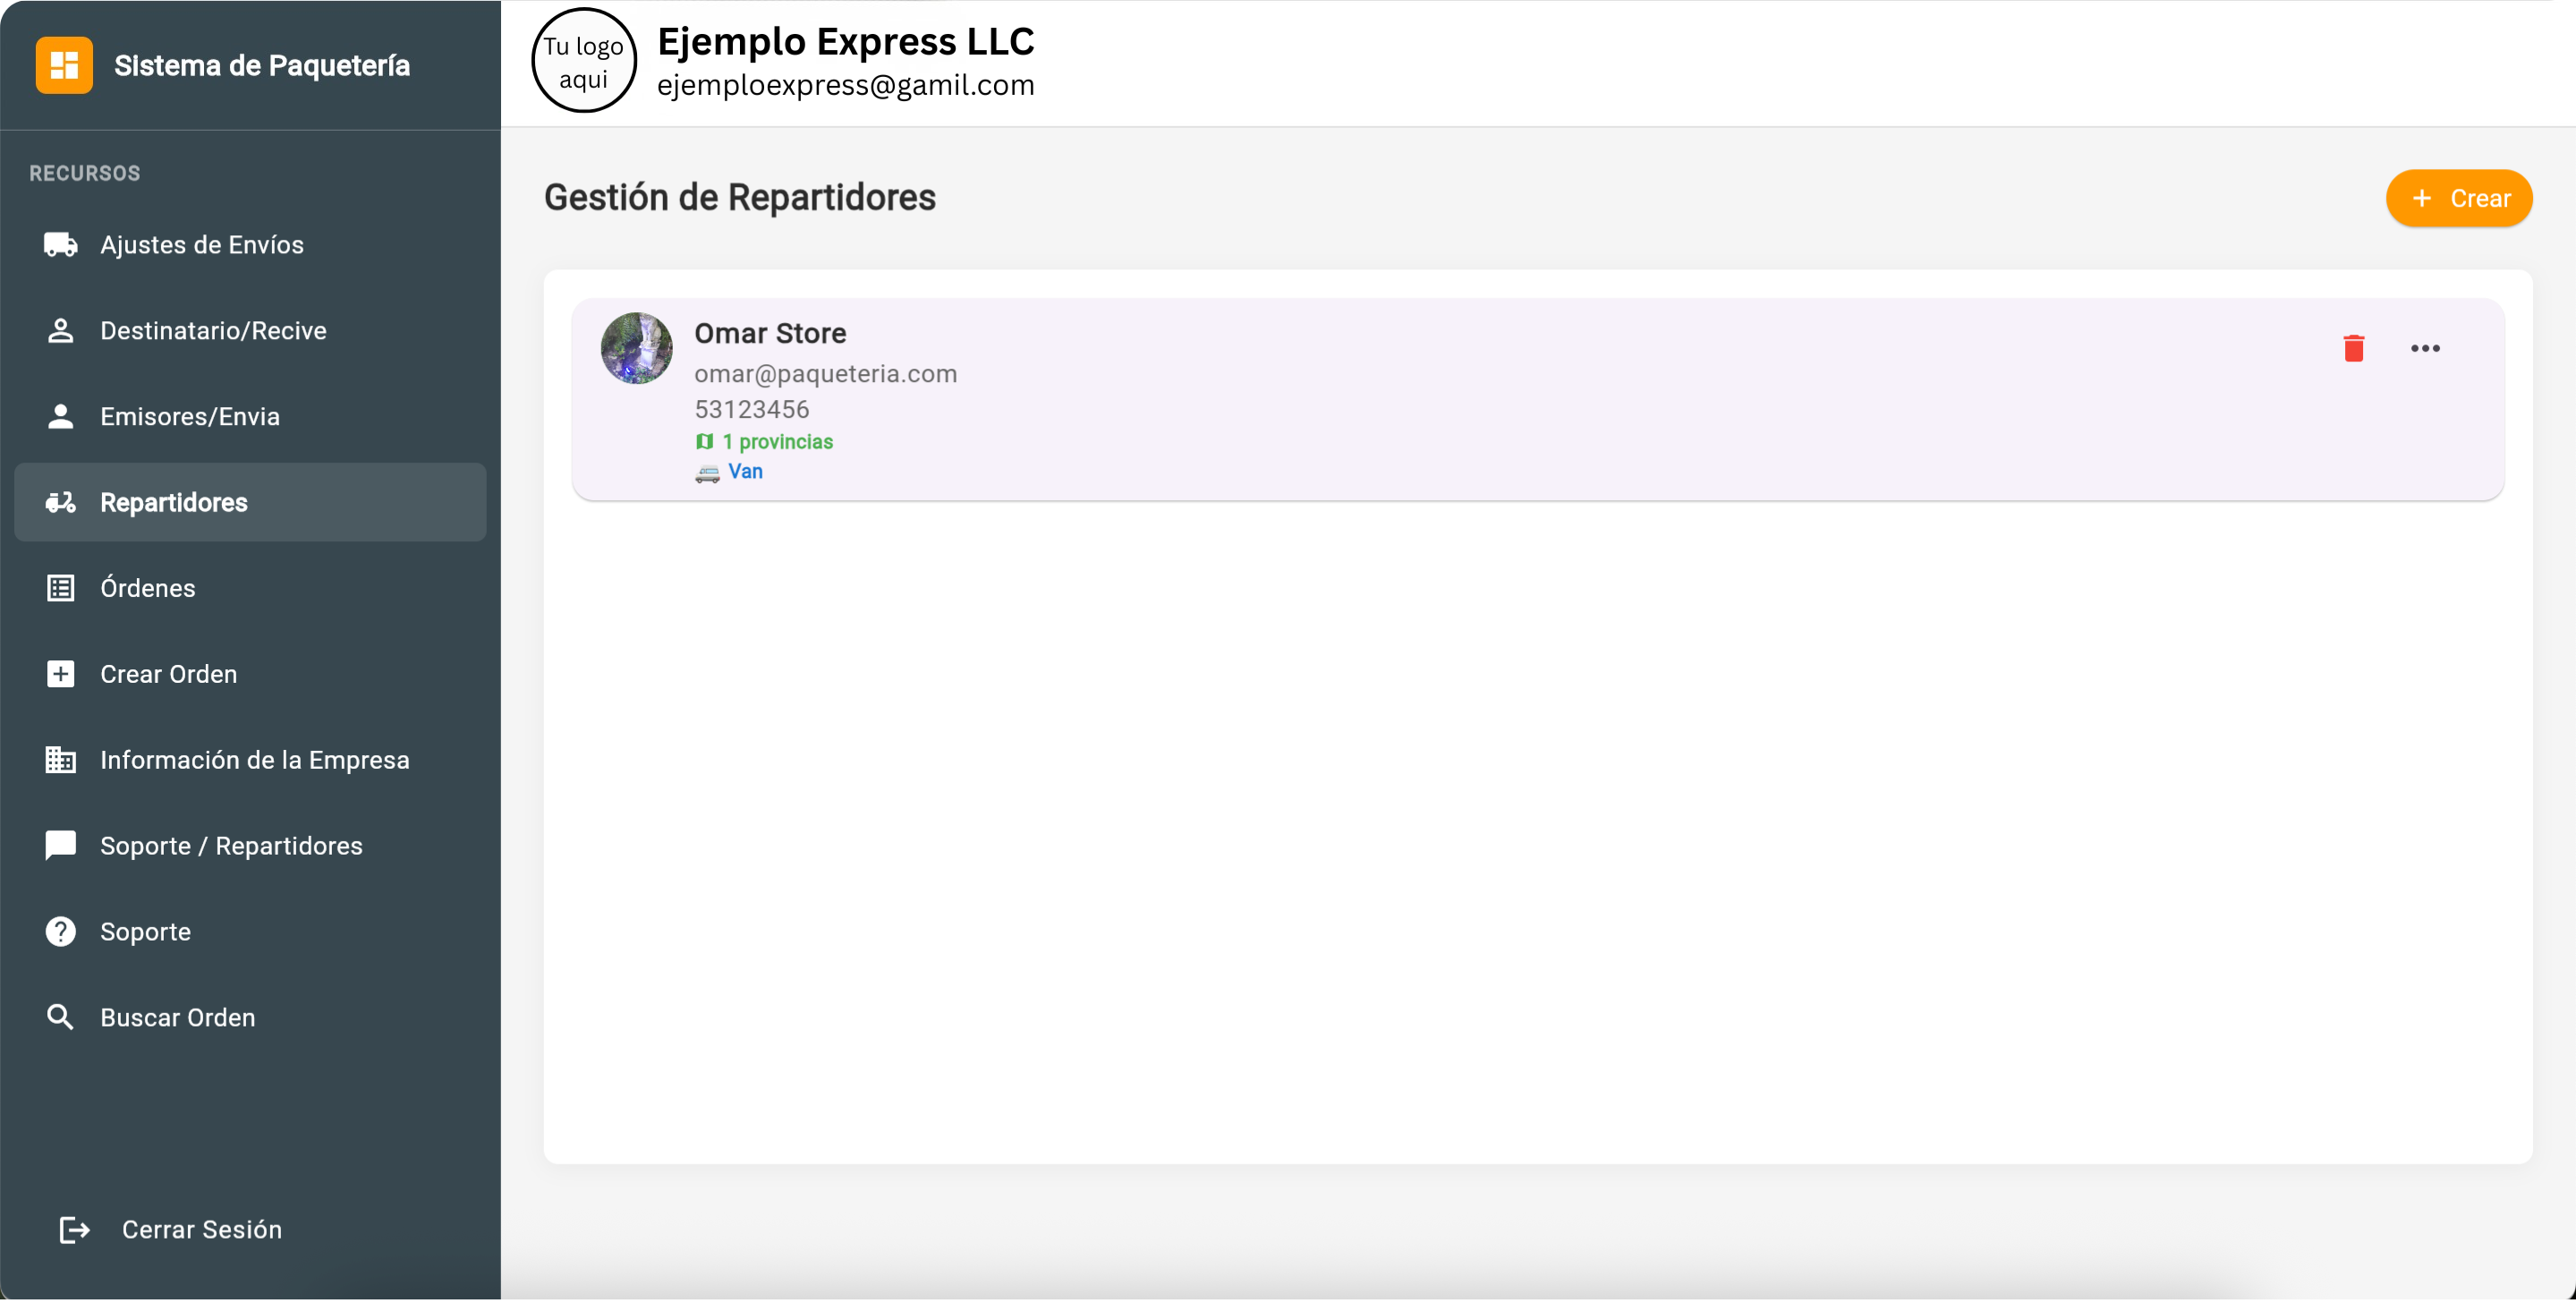 Sistema de Paquetería
RECURSOS
Ajustes de Envíos
Destinatario/Recive
Emisores/Envia
Repartidores
Órdenes
Crear Orden
Información de la Empresa
Soporte / Repartidores
Soporte
Buscar Orden
Cerrar Sesión
Tu logo
aqui
Ejemplo Express LLC
ejemploexpress@gamil.com
Gestión de Repartidores
+ Crear
Omar Store
omar@paqueteria.com
53123456
1 provincias
Van